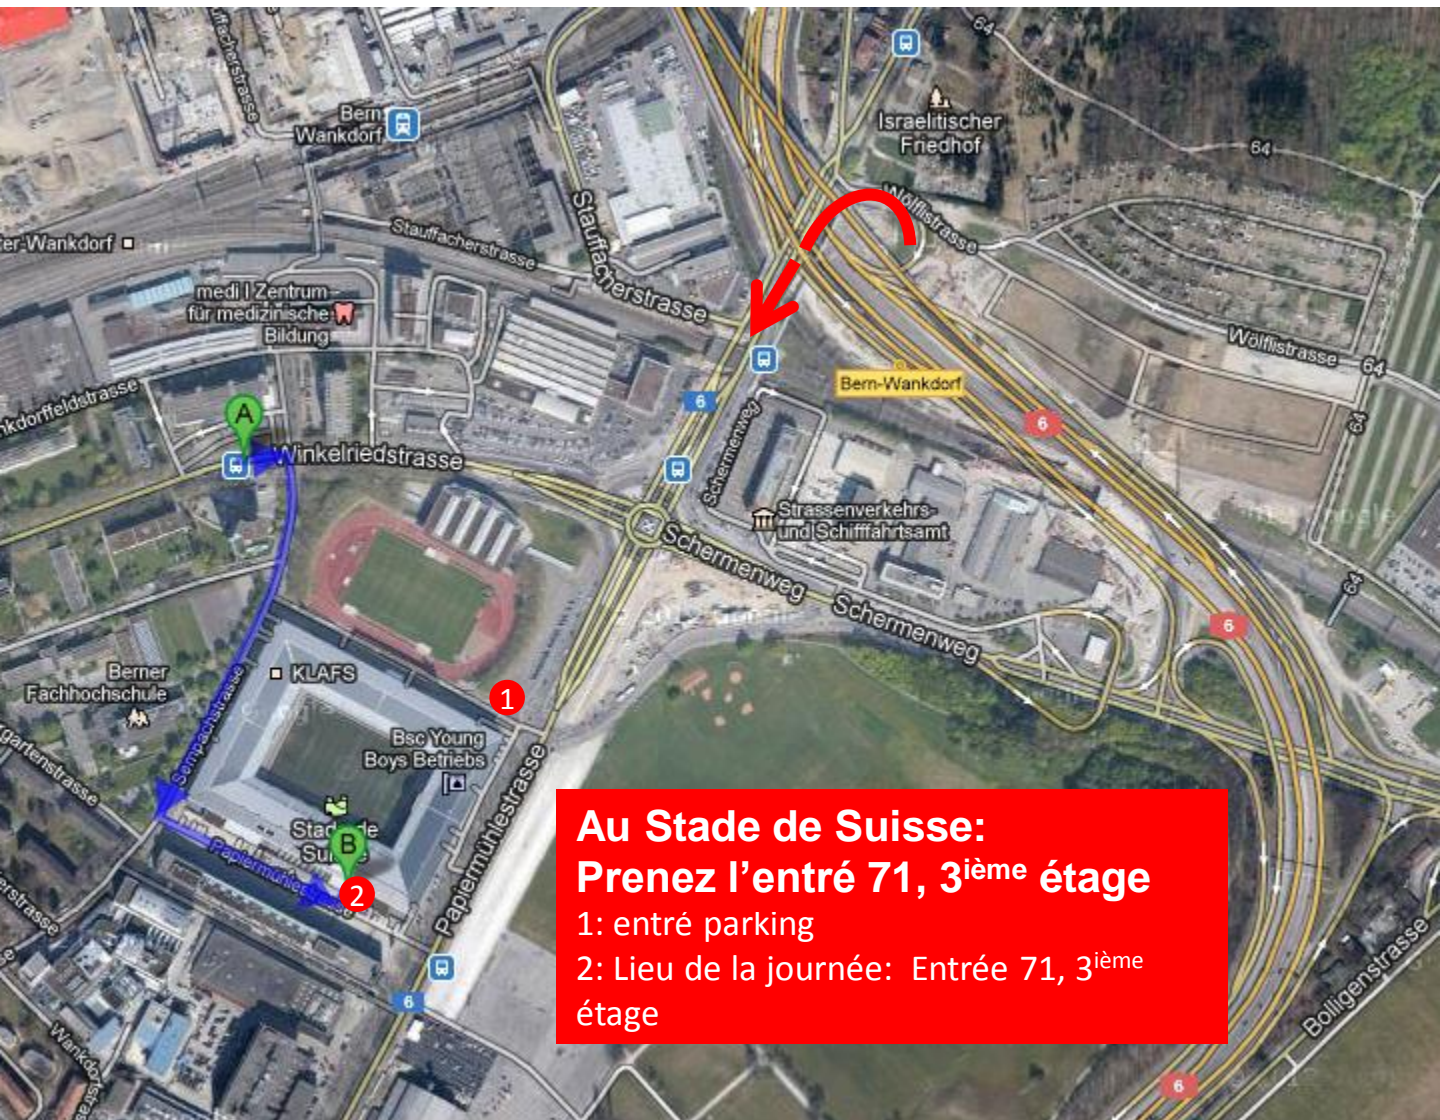 64
Israelitischer
Friedhof
Bern
Wankdorf
64
Wölflistrasse
Stauffacherstrasse
Stauffacherstrasse
medi I Zentrum
für medizinische
Bildung
Wölflistrasse
64
Bern-Wankdorf
6
6
64
A
Winkelriedstrasse
Schermenweg
Strassenverkehrs-
und Schifffahrtsamt
Schermenweg
Schermenweg
64
6
Berner
Fachhochschule
KLAFS
Sempachstrasse
1
Bsc Young
Boys Betriebs
Papiermühlestrasse
B
2
Au Stade de Suisse:
Prenez l’entré 71, 3ième étage
1: entré parking
2: Lieu de la journée: Entrée 71, 3ième
étage
6
Bolligenstrasse
6